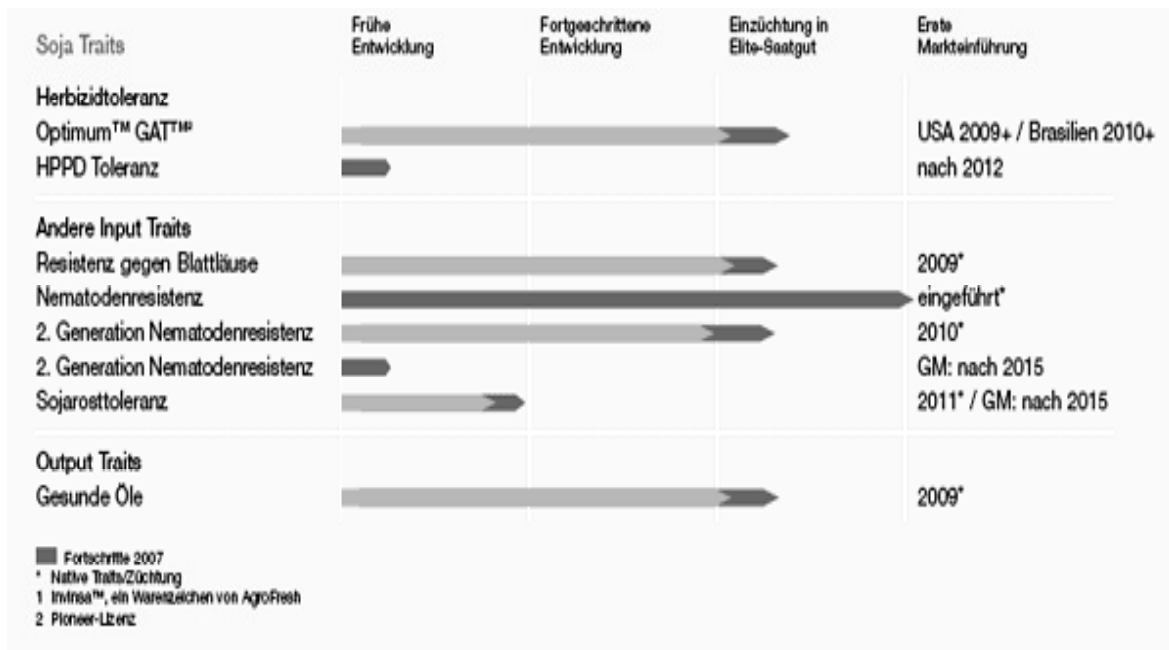 Soja Traits
Frühe Entwicklung
Fortgeschrittene Entwicklung
Einzüchtung in Elite-Saatgut
Erste Markteinführung
Herbizidtoleranz
Optimum™ GAT™² USA 2009+ / Brasilien 2010+
HPPD Toleranz nach 2012
Andere Input Traits
Resistenz gegen Blattläuse 2009*
Nematodenresistenz eingeführt*
2. Generation Nematodenresistenz 2010*
2. Generation Nematodenresistenz GM: nach 2015
Sojarosttoleranz 2011* / GM: nach 2015
Output Traits
Gesunde Öle 2009*
Fortschritte 2007
* Native Traits/Züchtung
1 Invinsa™, ein Warenzeichen von AgroFresh
2 Pioneer-Lizenz